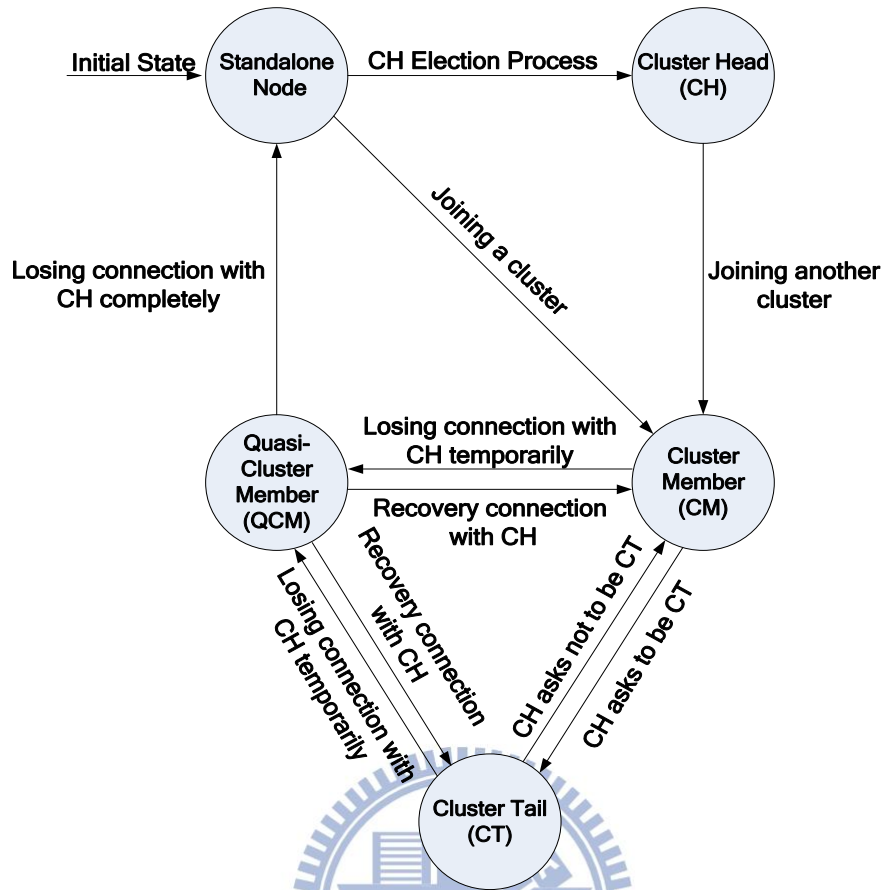 Initial State
Standalone
Node
CH Election Process
Cluster Head
(CH)
Joining a cluster
Losing connection with
CH completely
Joining another
cluster
Quasi-
Cluster
Member
(QCM)
Losing connection with
CH temporarily
Recovery connection
with CH
Cluster
Member
(CM)
Losing connection with
CH temporarily
Recovery connection
with CH
CH asks not to be CT
CH asks to be CT
Cluster Tail
(CT)